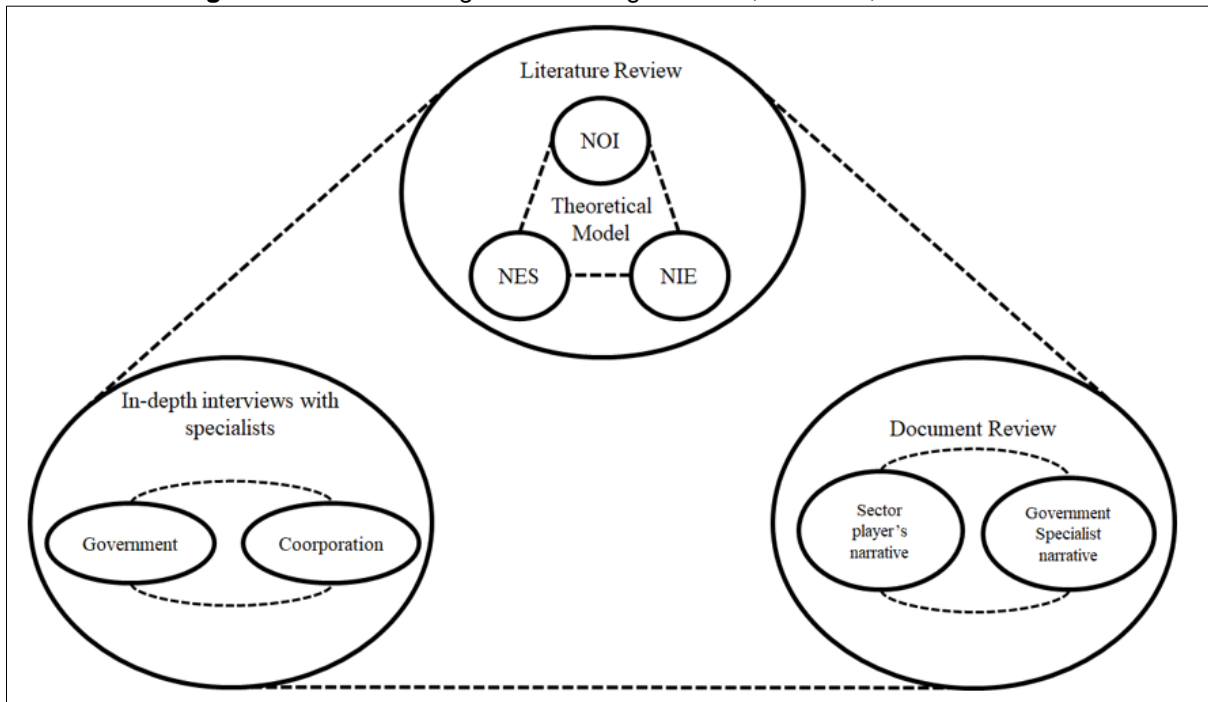 Literature Review
NOI
Theoretical
Model
NES
NIE
In-depth interviews with
specialists
Government
Coorporation
Document Review
Sector
player's
narrative
Government
Specialist
narrative